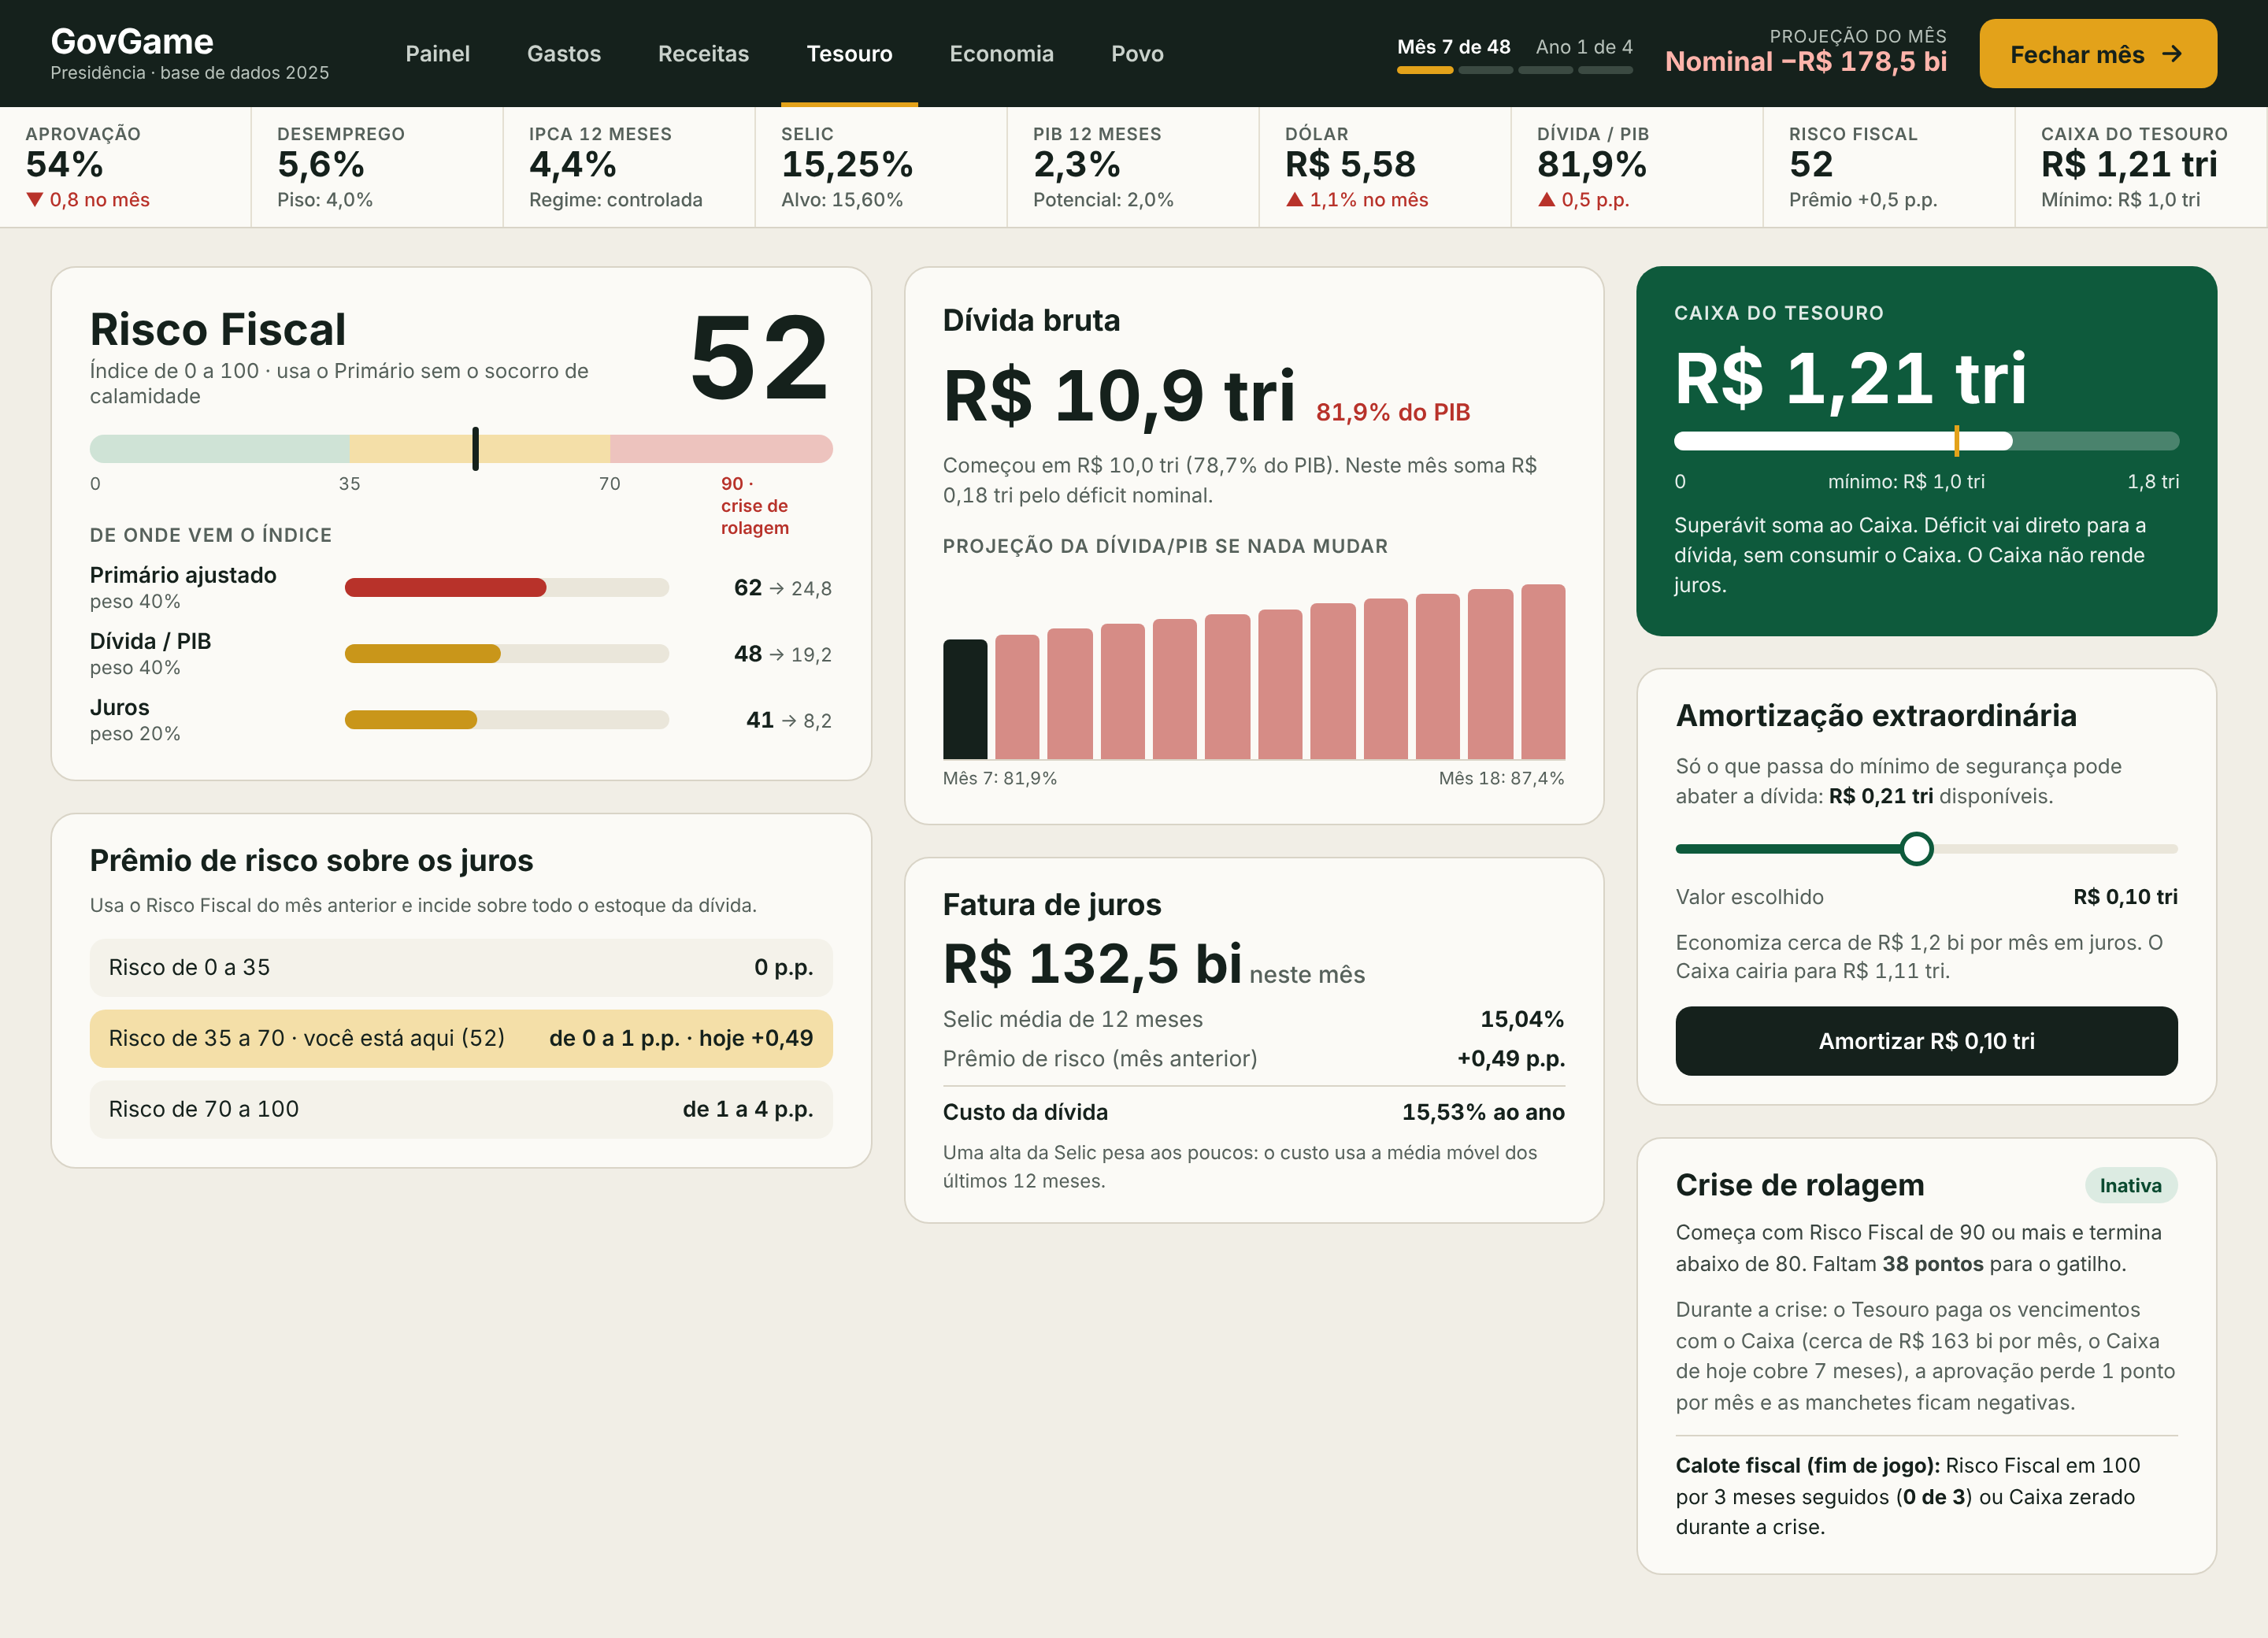 GovGame
Presidência · base de dados 2025
Painel
Gastos
Receitas
Tesouro
Economia
Povo
Mês 7 de 48
Ano 1 de 4
PROJEÇÃO DO MÊS
Nominal −R$ 178,5 bi
Fechar mês →
APROVAÇÃO
54%
▼ 0,8 no mês
DESEMPREGO
5,6%
Piso: 4,0%
IPCA 12 MESES
4,4%
Regime: controlada
SELIC
15,25%
Alvo: 15,60%
PIB 12 MESES
2,3%
Potencial: 2,0%
DÓLAR
R$ 5,58
▲ 1,1% no mês
DÍVIDA / PIB
81,9%
▲ 0,5 p.p.
RISCO FISCAL
52
Prêmio +0,5 p.p.
CAIXA DO TESOURO
R$ 1,21 tri
Mínimo: R$ 1,0 tri
Risco Fiscal
52
Índice de 0 a 100 · usa o Primário sem o socorro de
calamidade
0
35
70
90 ·
crise de
rolagem
DE ONDE VEM O ÍNDICE
Primário ajustado
peso 40%
62 → 24,8
Dívida / PIB
peso 40%
48 → 19,2
Juros
peso 20%
41 → 8,2
Prêmio de risco sobre os juros
Usa o Risco Fiscal do mês anterior e incide sobre todo o estoque da dívida.
Risco de 0 a 35
0 p.p.
Risco de 35 a 70 · você está aqui (52)
de 0 a 1 p.p. · hoje +0,49
Risco de 70 a 100
de 1 a 4 p.p.
Dívida bruta
R$ 10,9 tri 81,9% do PIB
Começou em R$ 10,0 tri (78,7% do PIB). Neste mês soma R$
0,18 tri pelo déficit nominal.
PROJEÇÃO DA DÍVIDA/PIB SE NADA MUDAR
Mês 7: 81,9%
Mês 18: 87,4%
Fatura de juros
R$ 132,5 bi neste mês
Selic média de 12 meses
15,04%
Prêmio de risco (mês anterior)
+0,49 p.p.
Custo da dívida
15,53% ao ano
Uma alta da Selic pesa aos poucos: o custo usa a média móvel dos
últimos 12 meses.
CAIXA DO TESOURO
R$ 1,21 tri
0
mínimo: R$ 1,0 tri
1,8 tri
Superávit soma ao Caixa. Déficit vai direto para a
dívida, sem consumir o Caixa. O Caixa não rende
juros.
Amortização extraordinária
Só o que passa do mínimo de segurança pode
abater a dívida: R$ 0,21 tri disponíveis.
Valor escolhido
R$ 0,10 tri
Economiza cerca de R$ 1,2 bi por mês em juros. O
Caixa cairia para R$ 1,11 tri.
Amortizar R$ 0,10 tri
Crise de rolagem
Inativa
Começa com Risco Fiscal de 90 ou mais e termina
abaixo de 80. Faltam 38 pontos para o gatilho.
Durante a crise: o Tesouro paga os vencimentos
com o Caixa (cerca de R$ 163 bi por mês, o Caixa
de hoje cobre 7 meses), a aprovação perde 1 ponto
por mês e as manchetes ficam negativas.
Calote fiscal (fim de jogo): Risco Fiscal em 100
por 3 meses seguidos (0 de 3) ou Caixa zerado
durante a crise.